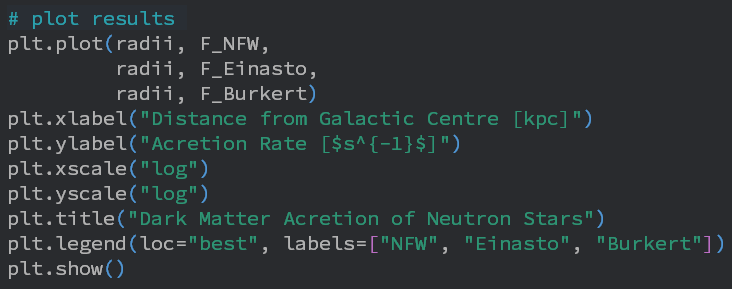 # plot results
plt.plot(radii, F_NFW,
         radii, F_Einasto,
         radii, F_Burkert)
plt.xlabel("Distance from Galactic Centre [kpc]")
plt.ylabel("Acretion Rate [$s^{-1}$]")
plt.xscale("log")
plt.yscale("log")
plt.title("Dark Matter Acretion of Neutron Stars")
plt.legend(loc="best", labels=["NFW", "Einasto", "Burkert"])
plt.show()